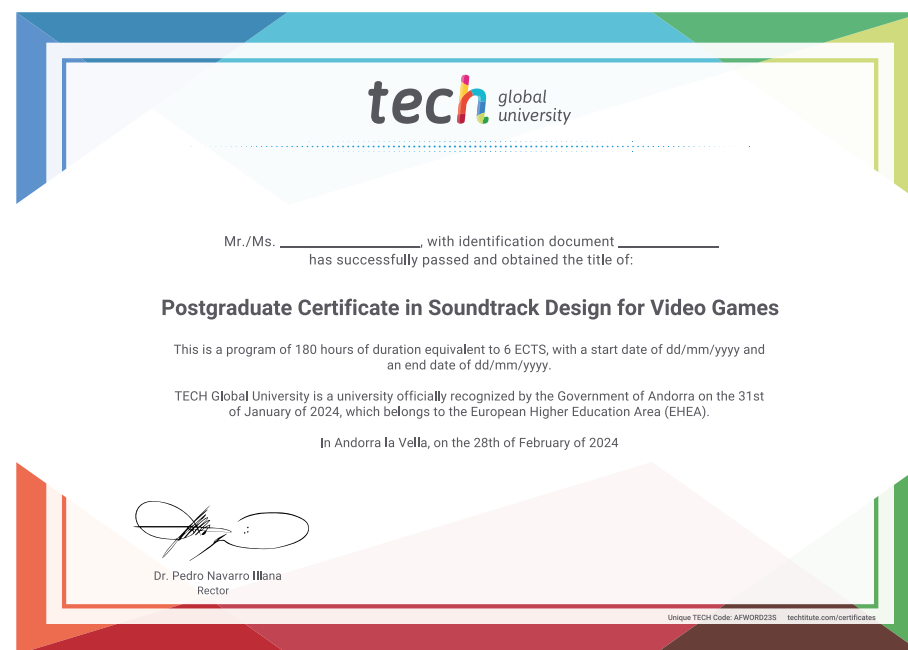 tech global university
Mr./Ms. ____________, with identification document ____________
has successfully passed and obtained the title of:
Postgraduate Certificate in Soundtrack Design for Video Games
This is a program of 180 hours of duration equivalent to 6 ECTS, with a start date of dd/mm/yyyy and
an end date of dd/mm/yyyy.
TECH Global University is a university officially recognized by the Government of Andorra on the 31st
of January of 2024, which belongs to the European Higher Education Area (EHEA).
In Andorra la Vella, on the 28th of February of 2024
Dr. Pedro Navarro Illana
Rector
Unique TECH Code: AFWORD23S techtitute.com/certificates